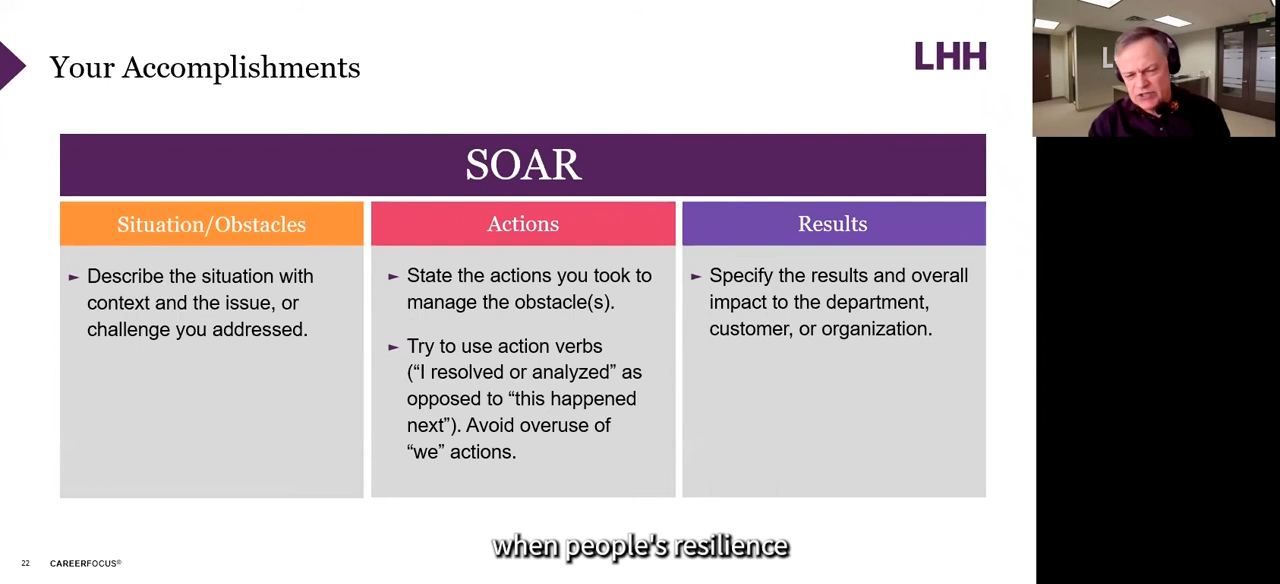 Your Accomplishments
LHH
SOAR
Situation/Obstacles
Actions
Results
► Describe the situation with
context and the issue, or
challenge you addressed.
► State the actions you took to
manage the obstacle(s).
► Try to use action verbs
(“I resolved or analyzed” as
opposed to “this happened
next”). Avoid overuse of
“we” actions.
► Specify the results and overall
impact to the department,
customer, or organization.
when people's resilience
22 CAREERFOCUS®
L